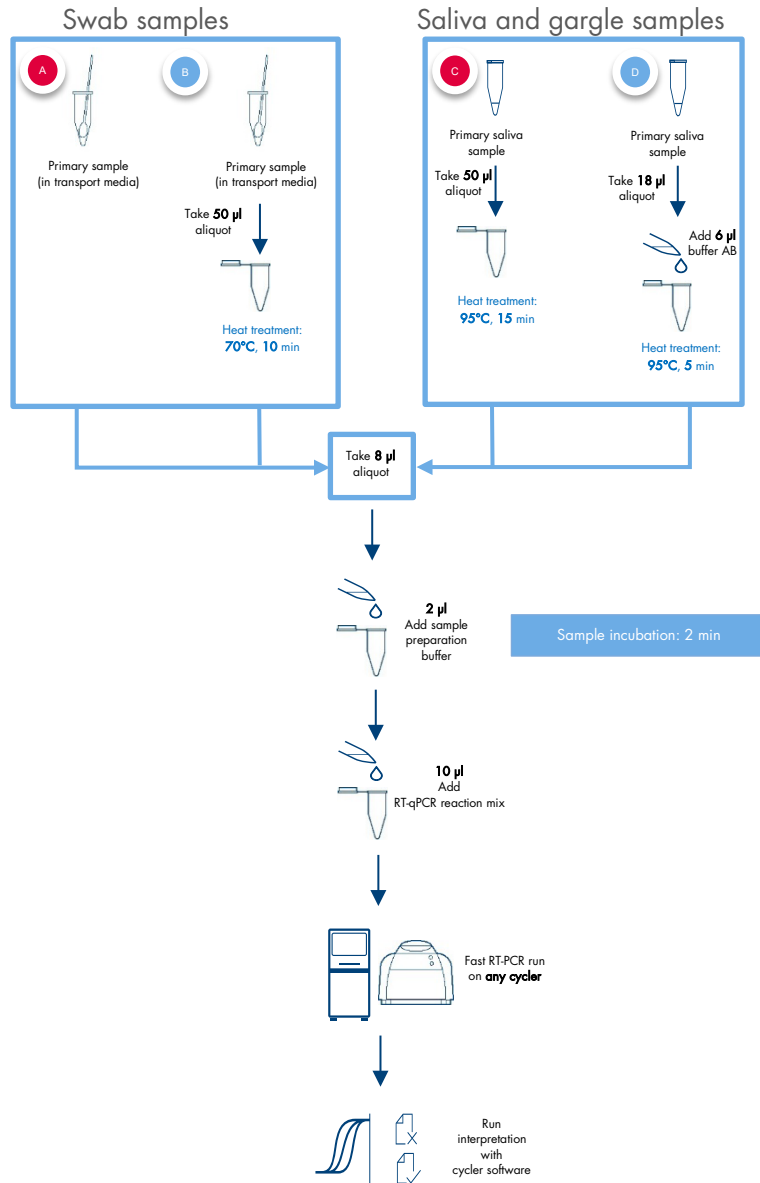 Swab samples
Saliva and gargle samples
A
B
C
D
Primary sample
(in transport media)
Primary sample
(in transport media)
Take 50 µl
aliquot
Heat treatment:
70°C, 10 min
Primary saliva
sample
Take 50 µl
aliquot
Heat treatment:
95°C, 15 min
Primary saliva
sample
Take 18 µl
aliquot
Add 6 µl
buffer AB
Heat treatment:
95°C, 5 min
Take 8 µl
aliquot
2 µl
Add sample
preparation
buffer
Sample incubation: 2 min
10 µl
Add
RT-qPCR reaction mix
Fast RT-PCR run
on any cycler
Run
interpretation
with
cycler software